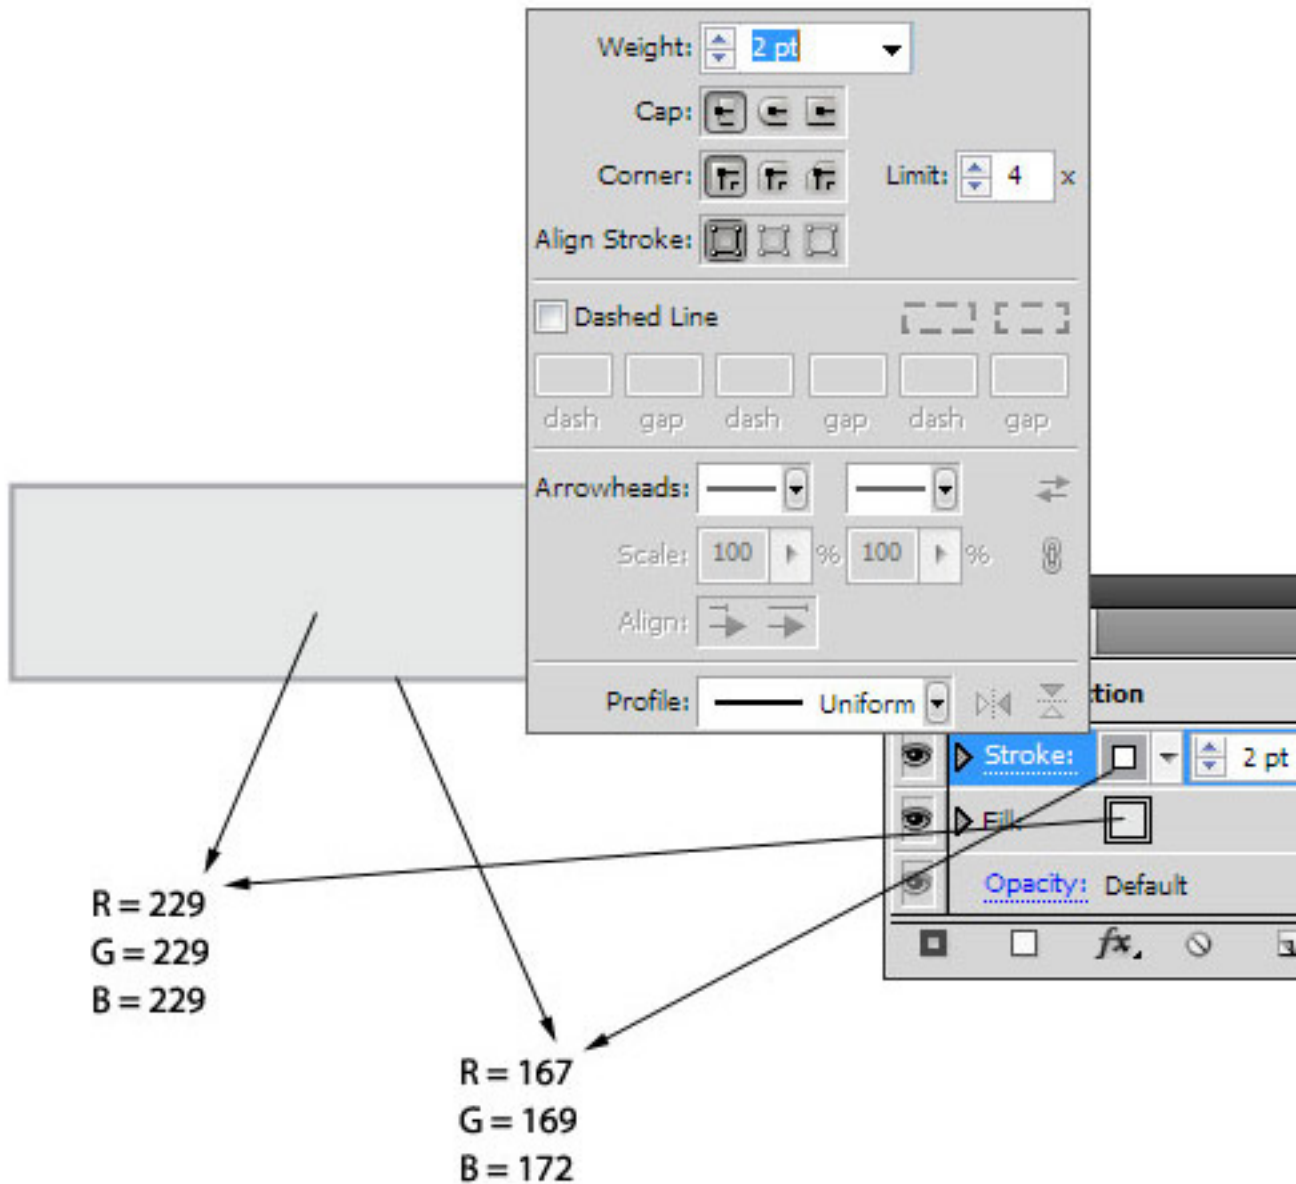 Weight: 2 pt
Cap:
Corner: Limit: 4 x
Align Stroke:
Dashed Line
dash gap dash gap dash gap
Arrowheads:
Scale: 100 % 100 %
Align:
Profile: Uniform
tion
Stroke: 2 pt
Fill:
Opacity: Default
fx
R = 229
G = 229
B = 229
R = 167
G = 169
B = 172